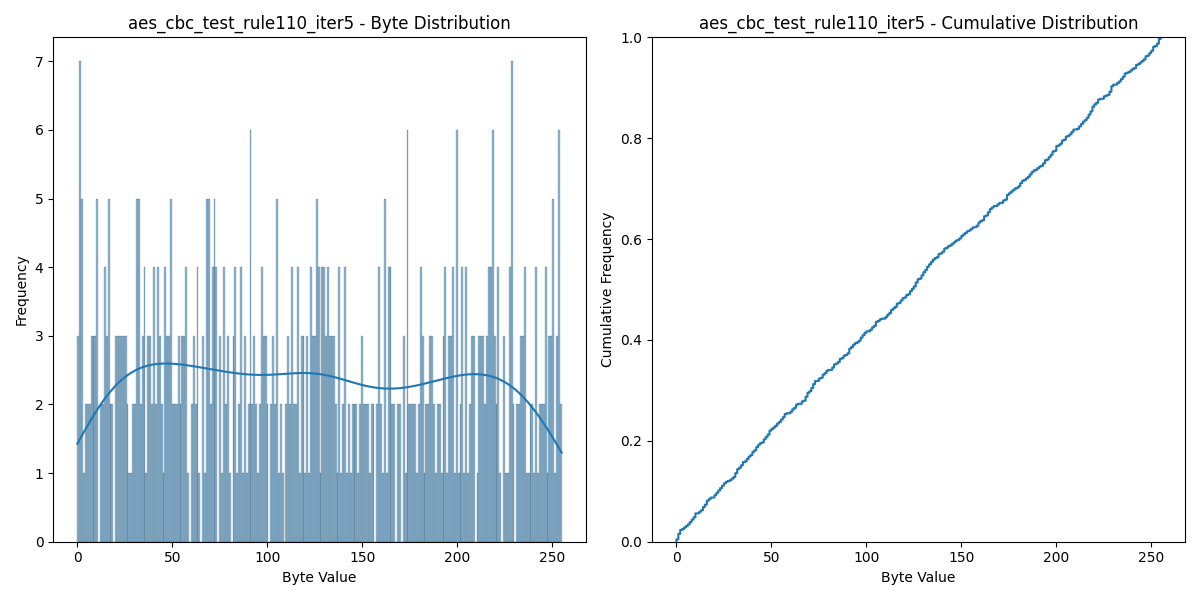 aes_cbc_test_rule110_iter5 - Byte Distribution
Frequency
7
6
5
4
3
2
1
0
0 50 100 150 200 250
Byte Value
aes_cbc_test_rule110_iter5 - Cumulative Distribution
Cumulative Frequency
1.0
0.8
0.6
0.4
0.2
0.0
0 50 100 150 200 250
Byte Value